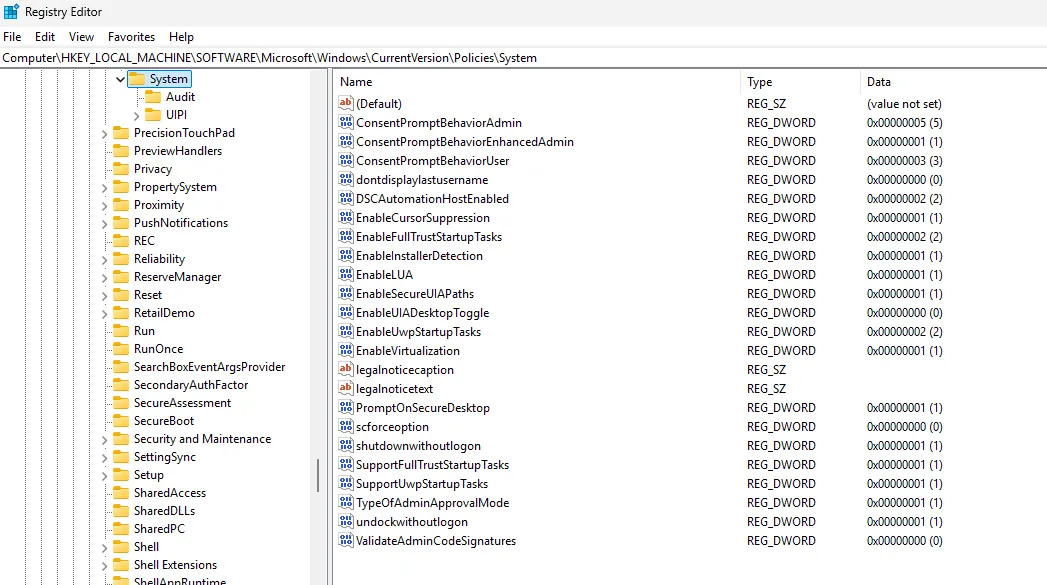 Registry Editor
File Edit View Favorites Help
Computer\HKEY_LOCAL_MACHINE\SOFTWARE\Microsoft\Windows\CurrentVersion\Policies\System
System
Audit
UIPI
PrecisionTouchPad
PreviewHandlers
Privacy
PropertySystem
Proximity
PushNotifications
REC
Reliability
ReserveManager
Reset
RetailDemo
Run
RunOnce
SearchBoxEventArgsProvider
SecondaryAuthFactor
SecureAssessment
SecureBoot
Security and Maintenance
SettingSync
Setup
SharedAccess
SharedDLLs
SharedPC
Shell
Shell Extensions
ShellAppRuntime
Name Type Data
(Default) REG_SZ (value not set)
ConsentPromptBehaviorAdmin REG_DWORD 0x00000005 (5)
ConsentPromptBehaviorEnhancedAdmin REG_DWORD 0x00000001 (1)
ConsentPromptBehaviorUser REG_DWORD 0x00000003 (3)
dontdisplaylastusername REG_DWORD 0x00000000 (0)
DSCAutomationHostEnabled REG_DWORD 0x00000002 (2)
EnableCursorSuppression REG_DWORD 0x00000001 (1)
EnableFullTrustStartupTasks REG_DWORD 0x00000002 (2)
EnableInstallerDetection REG_DWORD 0x00000001 (1)
EnableLUA REG_DWORD 0x00000001 (1)
EnableSecureUIAPaths REG_DWORD 0x00000001 (1)
EnableUIADesktopToggle REG_DWORD 0x00000000 (0)
EnableUwpStartupTasks REG_DWORD 0x00000002 (2)
EnableVirtualization REG_DWORD 0x00000001 (1)
legalnoticecaption REG_SZ
legalnoticetext REG_SZ
PromptOnSecureDesktop REG_DWORD 0x00000001 (1)
scforceoption REG_DWORD 0x00000000 (0)
shutdownwithoutlogon REG_DWORD 0x00000001 (1)
SupportFullTrustStartupTasks REG_DWORD 0x00000001 (1)
SupportUwpStartupTasks REG_DWORD 0x00000001 (1)
TypeOfAdminApprovalMode REG_DWORD 0x00000001 (1)
undockwithoutlogon REG_DWORD 0x00000001 (1)
ValidateAdminCodeSignatures REG_DWORD 0x00000000 (0)